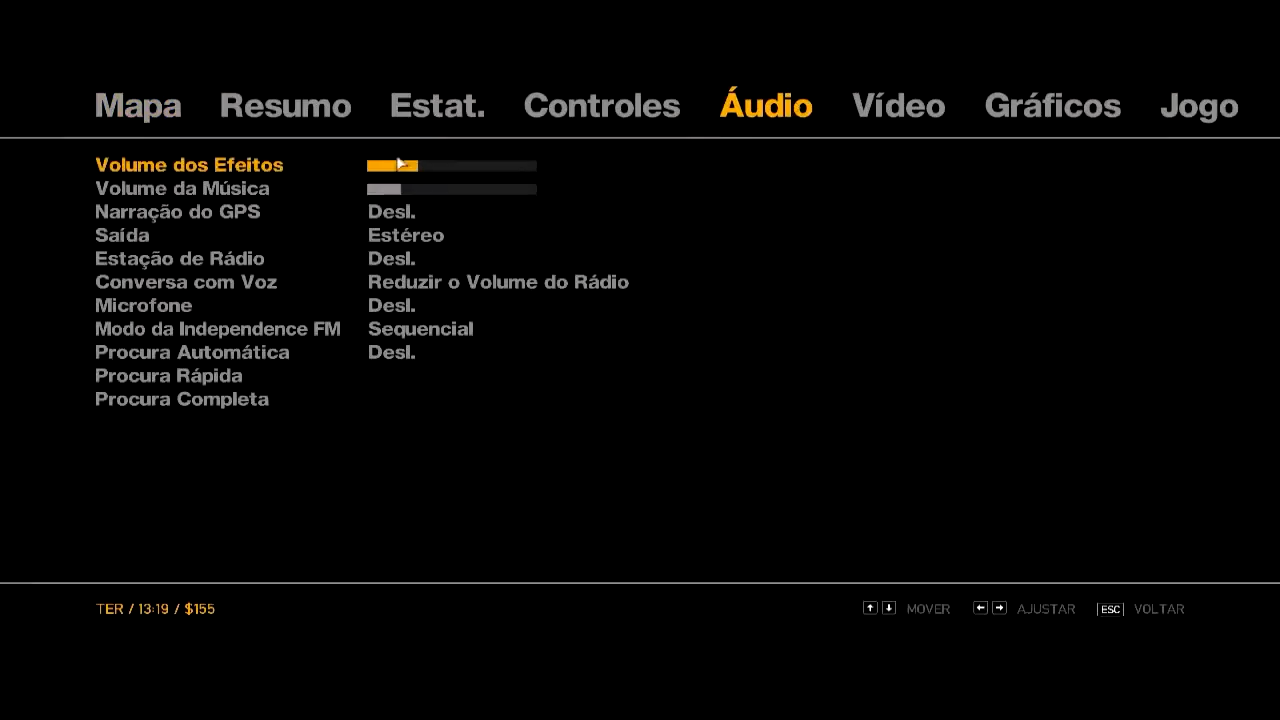 Mapa Resumo Estat. Controles Áudio Vídeo Gráficos Jogo
Volume dos Efeitos
Volume da Música
Narração do GPS Desl.
Saída Estéreo
Estação de Rádio Desl.
Conversa com Voz Reduzir o Volume do Rádio
Microfone Desl.
Modo da Independence FM Sequencial
Procura Automática Desl.
Procura Rápida
Procura Completa
TER / 13:19 / $155 MOVER AJUSTAR ESC VOLTAR